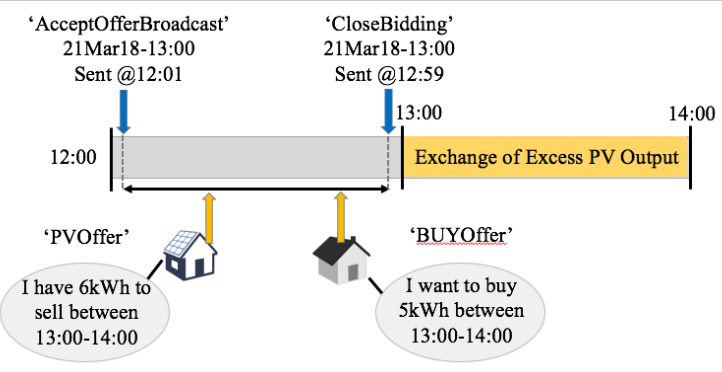 ‘AcceptOfferBroadcast’
21Mar18-13:00
Sent @12:01
‘CloseBidding’
21Mar18-13:00
Sent @12:59
13:00
14:00
12:00
Exchange of Excess PV Output
‘PVOffer’
‘BUYOffer’
I have 6kWh to
sell between
13:00-14:00
I want to buy
5kWh between
13:00-14:00